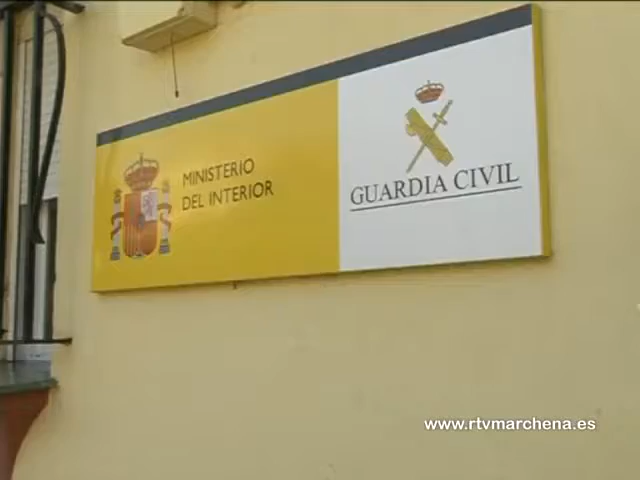 MINISTERIO
DEL INTERIOR
GUARDIA CIVIL
www.rtvmarchena.es